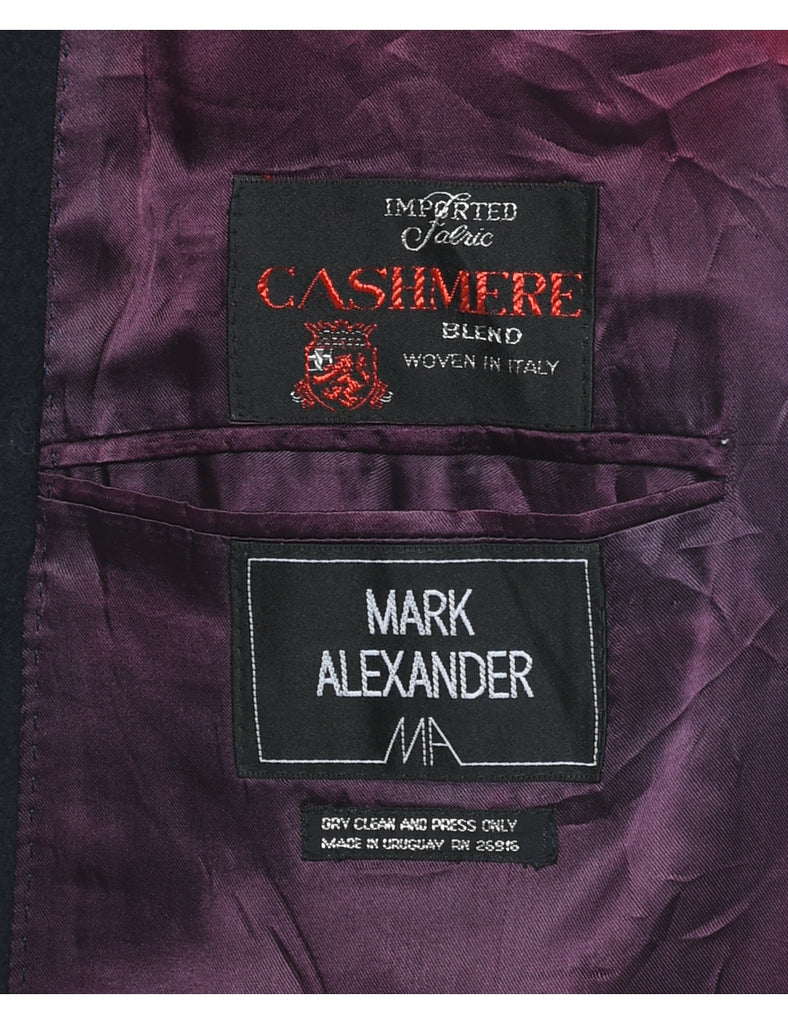 IMPORTED
Fabric
CASHMERE
BLEND
WOVEN IN ITALY
MARK
ALEXANDER
MA
DRY CLEAN AND PRESS ONLY
MADE IN URUGUAY RN 26916